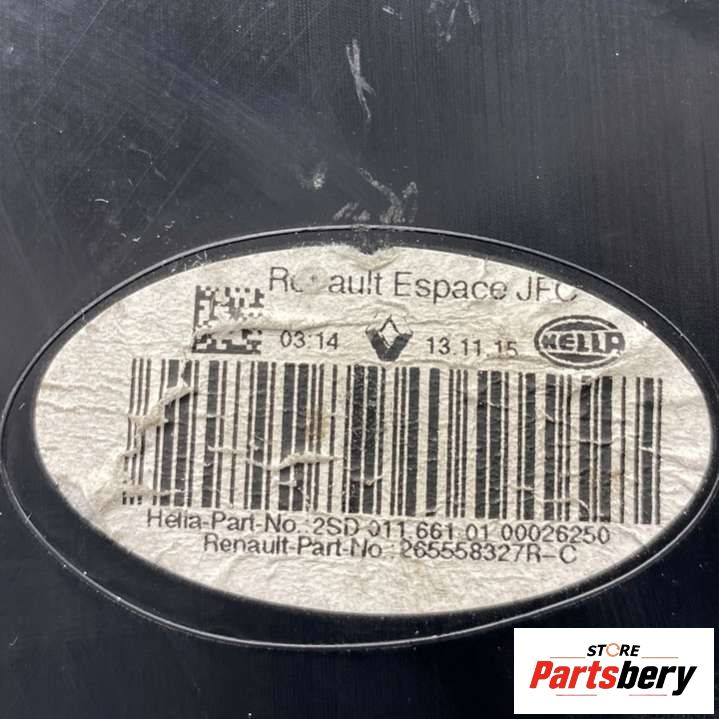 Renault Espace JFC
03:14 13.11.15 HELLA
Hella-Part-No.:2SD 011.661.01 00026250
Renault-Part-No.:265558327R-C
STORE
Partsbery